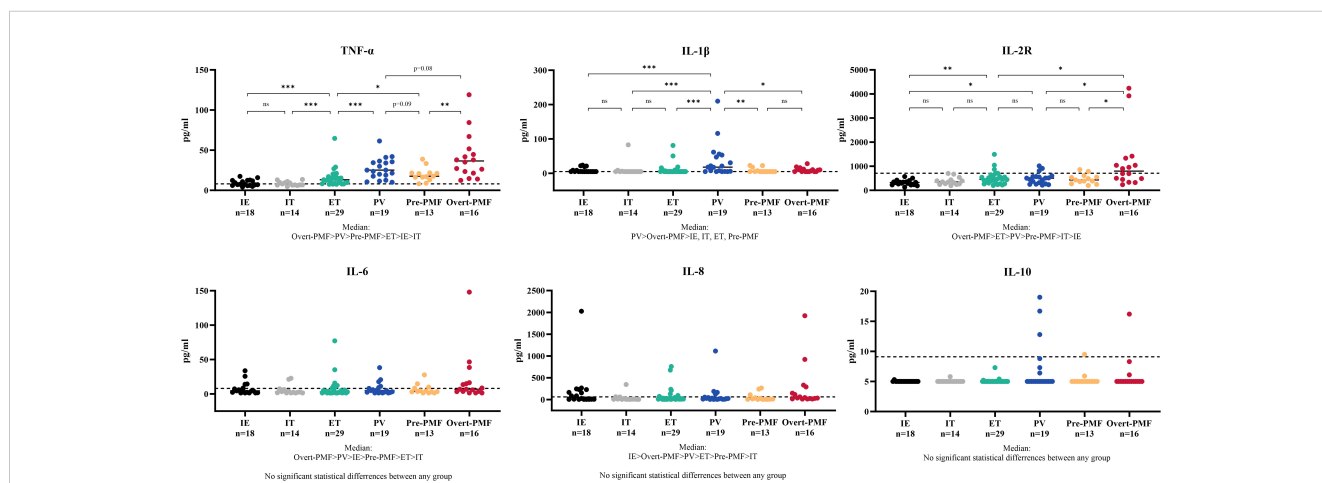 TNF-α
150
100
50
0
pg/ml
***
ns
***
***
*
p=0.09
**
p=0.08
IE IT ET PV Pre-PMF Overt-PMF
n=18 n=14 n=29 n=19 n=13 n=16
Median:
Overt-PMF>PV>Pre-PMF>ET>IE>IT
IL-1β
300
200
100
0
pg/ml
***
***
*
ns
ns
***
**
ns
IE IT ET PV Pre-PMF Overt-PMF
n=18 n=14 n=29 n=19 n=13 n=16
Median:
PV>Overt-PMF>IE, IT, ET, Pre-PMF
IL-2R
5000
4000
3000
2000
1000
0
pg/ml
**
*
*
*
ns
ns
ns
ns
*
IE IT ET PV Pre-PMF Overt-PMF
n=18 n=14 n=29 n=19 n=13 n=16
Median:
Overt-PMF>ET>PV>Pre-PMF>IT>IE
IL-6
150
100
50
0
pg/ml
IE IT ET PV Pre-PMF Overt-PMF
n=18 n=14 n=29 n=19 n=13 n=16
Median:
Overt-PMF>PV>IE>Pre-PMF>ET>IT
No significant statistical differrences between any group
IL-8
2500
2000
1500
1000
500
0
pg/ml
IE IT ET PV Pre-PMF Overt-PMF
n=18 n=14 n=29 n=19 n=13 n=16
Median:
IE>Overt-PMF>PV>ET>Pre-PMF>IT
No significant statistical differrences between any group
IL-10
20
15
10
5
0
pg/ml
IE IT ET PV Pre-PMF Overt-PMF
n=18 n=14 n=29 n=19 n=13 n=16
Median:
No significant statistical differrences between any group